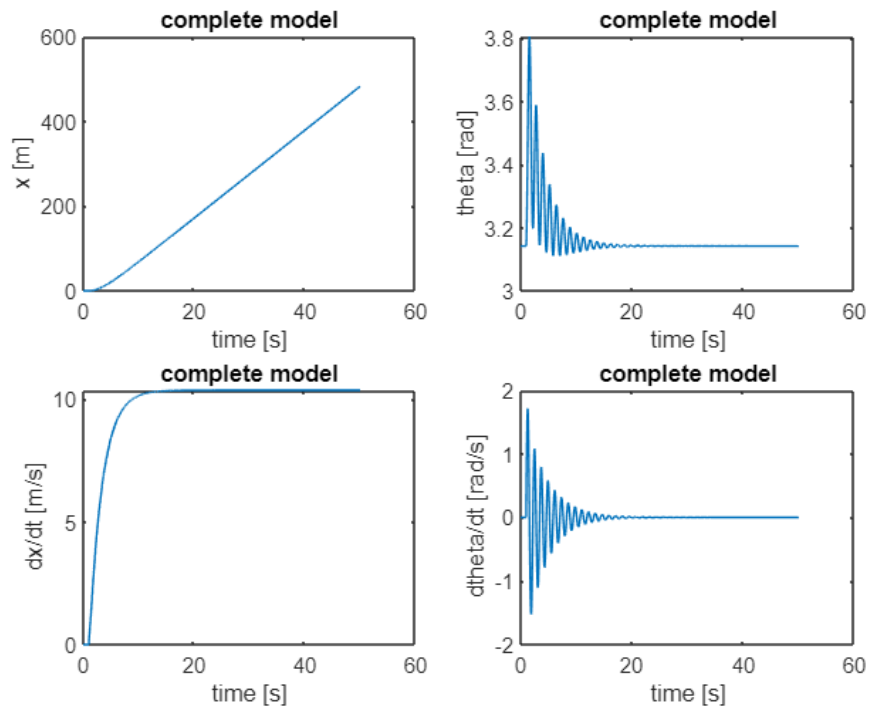 complete model
x [m]
600
400
200
0
0
20
40
60
time [s]
complete model
theta [rad]
3.8
3.6
3.4
3.2
3
0
20
40
60
time [s]
complete model
dx/dt [m/s]
10
5
0
0
20
40
60
time [s]
complete model
dtheta/dt [rad/s]
2
1
0
-1
-2
0
20
40
60
time [s]